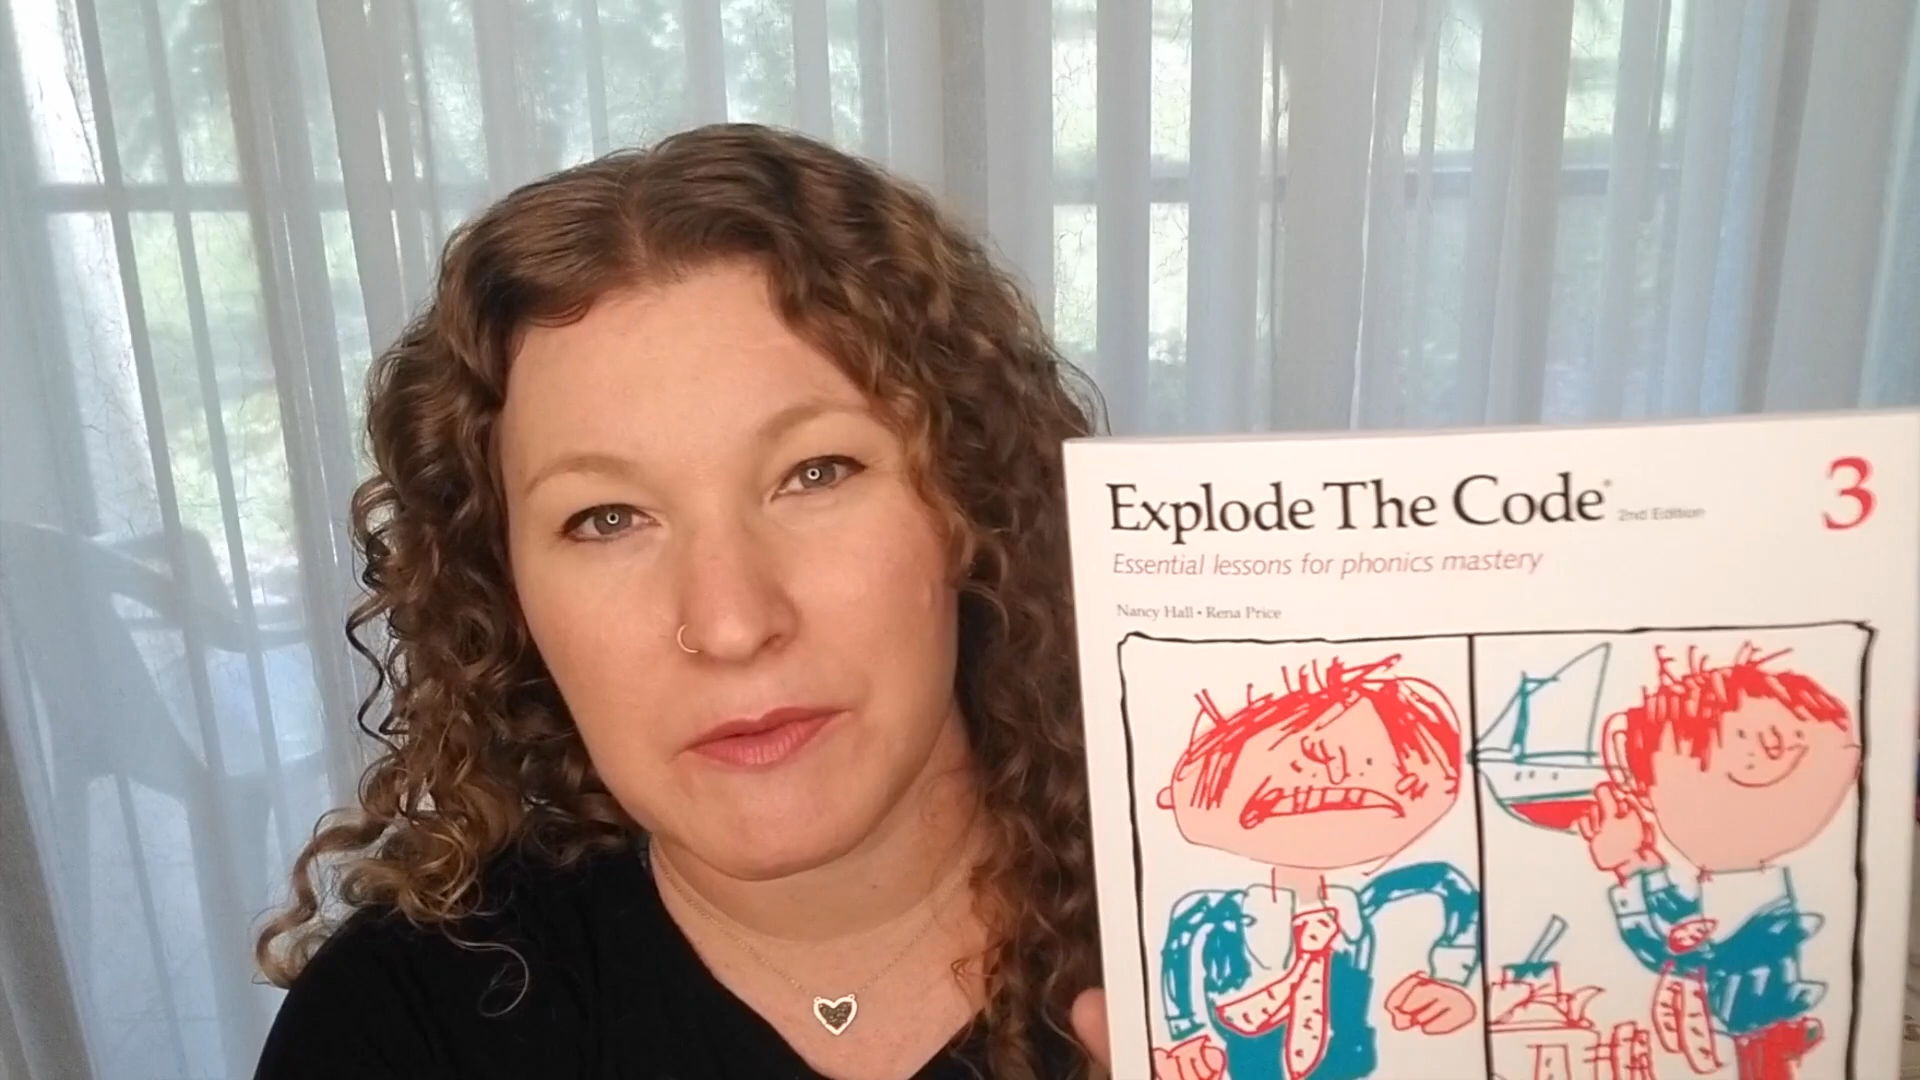 Explode The Code® 2nd Edition
3
Essential lessons for phonics mastery
Nancy Hall • Rena Price